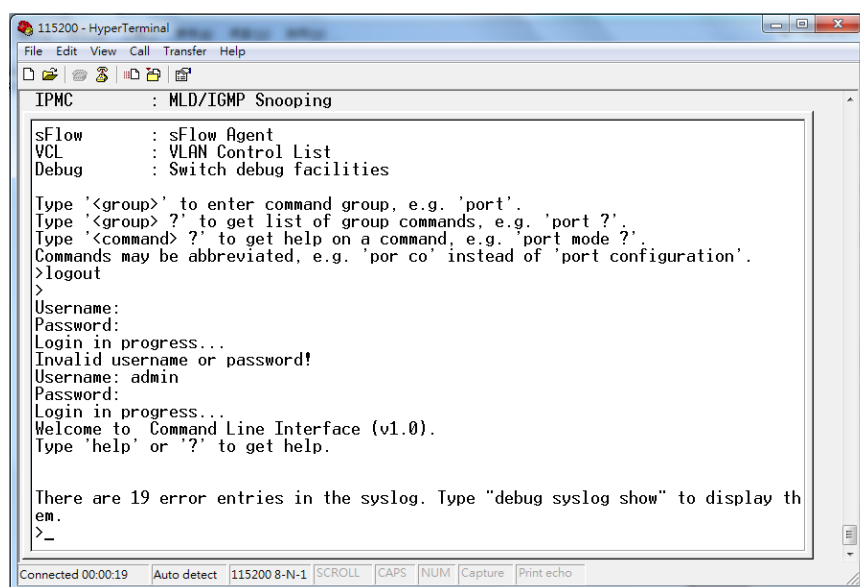 115200 - HyperTerminal
File Edit View Call Transfer Help
IPMC : MLD/IGMP Snooping
sFlow : sFlow Agent
VCL : VLAN Control List
Debug : Switch debug facilities
Type '<group>' to enter command group, e.g. 'port'.
Type '<group> ?' to get list of group commands, e.g. 'port ?'.
Type '<command> ?' to get help on a command, e.g. 'port mode ?'.
Commands may be abbreviated, e.g. 'por co' instead of 'port configuration'.
>logout
>
Username:
Password:
Login in progress...
Invalid username or password!
Username: admin
Password:
Login in progress...
Welcome to Command Line Interface (v1.0).
Type 'help' or '?' to get help.
There are 19 error entries in the syslog. Type "debug syslog show" to display th
em.
>_
Connected 00:00:19 Auto detect 115200 8-N-1 SCROLL CAPS NUM Capture Print echo